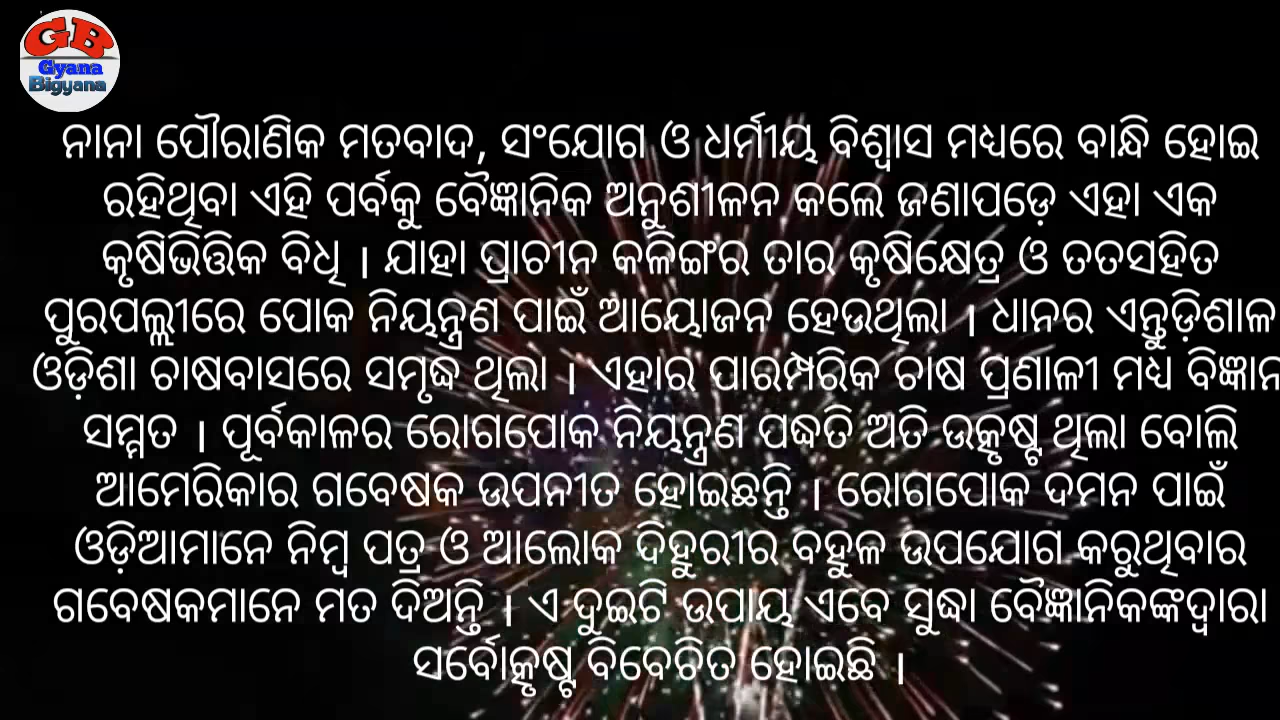 GB
Gyana
Bigyana
ନାନା ପୌରାଣିକ ମତବାଦ, ସଂଯୋଗ ଓ ଧର୍ମୀୟ ବିଶ୍ୱାସ ମଧ୍ୟରେ ବାନ୍ଧି ହୋଇ
ରହିଥିବା ଏହି ପର୍ବକୁ ବୈଜ୍ଞାନିକ ଅନୁଶୀଳନ କଲେ ଜଣାପଡ଼େ ଏହା ଏକ
କୃଷିଭିତ୍ତିକ ବିଧି । ଯାହା ପ୍ରାଚୀନ କଳିଙ୍ଗର ତାର କୃଷିକ୍ଷେତ୍ର ଓ ତତସହିତ
ପୁରପଲ୍ଲୀରେ ପୋକ ନିୟନ୍ତ୍ରଣ ପାଇଁ ଆୟୋଜନ ହେଉଥିଲା । ଧାନର ଏନ୍ତୁଡ଼ିଶାଳ
ଓଡ଼ିଶା ଚାଷବାସରେ ସମୃଦ୍ଧ ଥିଲା । ଏହାର ପାରମ୍ପରିକ ଚାଷ ପ୍ରଣାଳୀ ମଧ୍ୟ ବିଜ୍ଞାନ
ସମ୍ମତ । ପୂର୍ବକାଳର ରୋଗପୋକ ନିୟନ୍ତ୍ରଣ ପଦ୍ଧତି ଅତି ଉତ୍କୃଷ୍ଟ ଥିଲା ବୋଲି
ଆମେରିକାର ଗବେଷକ ଉପନୀତ ହୋଇଛନ୍ତି । ରୋଗପୋକ ଦମନ ପାଇଁ
ଓଡ଼ିଆମାନେ ନିମ୍ବ ପତ୍ର ଓ ଆଲୋକ ଦିହୁରୀର ବହୁଳ ଉପଯୋଗ କରୁଥିବାର
ଗବେଷକମାନେ ମତ ଦିଅନ୍ତି । ଏ ଦୁଇଟି ଉପାୟ ଏବେ ସୁଦ୍ଧା ବୈଜ୍ଞାନିକଙ୍କଦ୍ୱାରା
ସର୍ବୋତ୍କୃଷ୍ଟ ବିବେଚିତ ହୋଇଛି ।